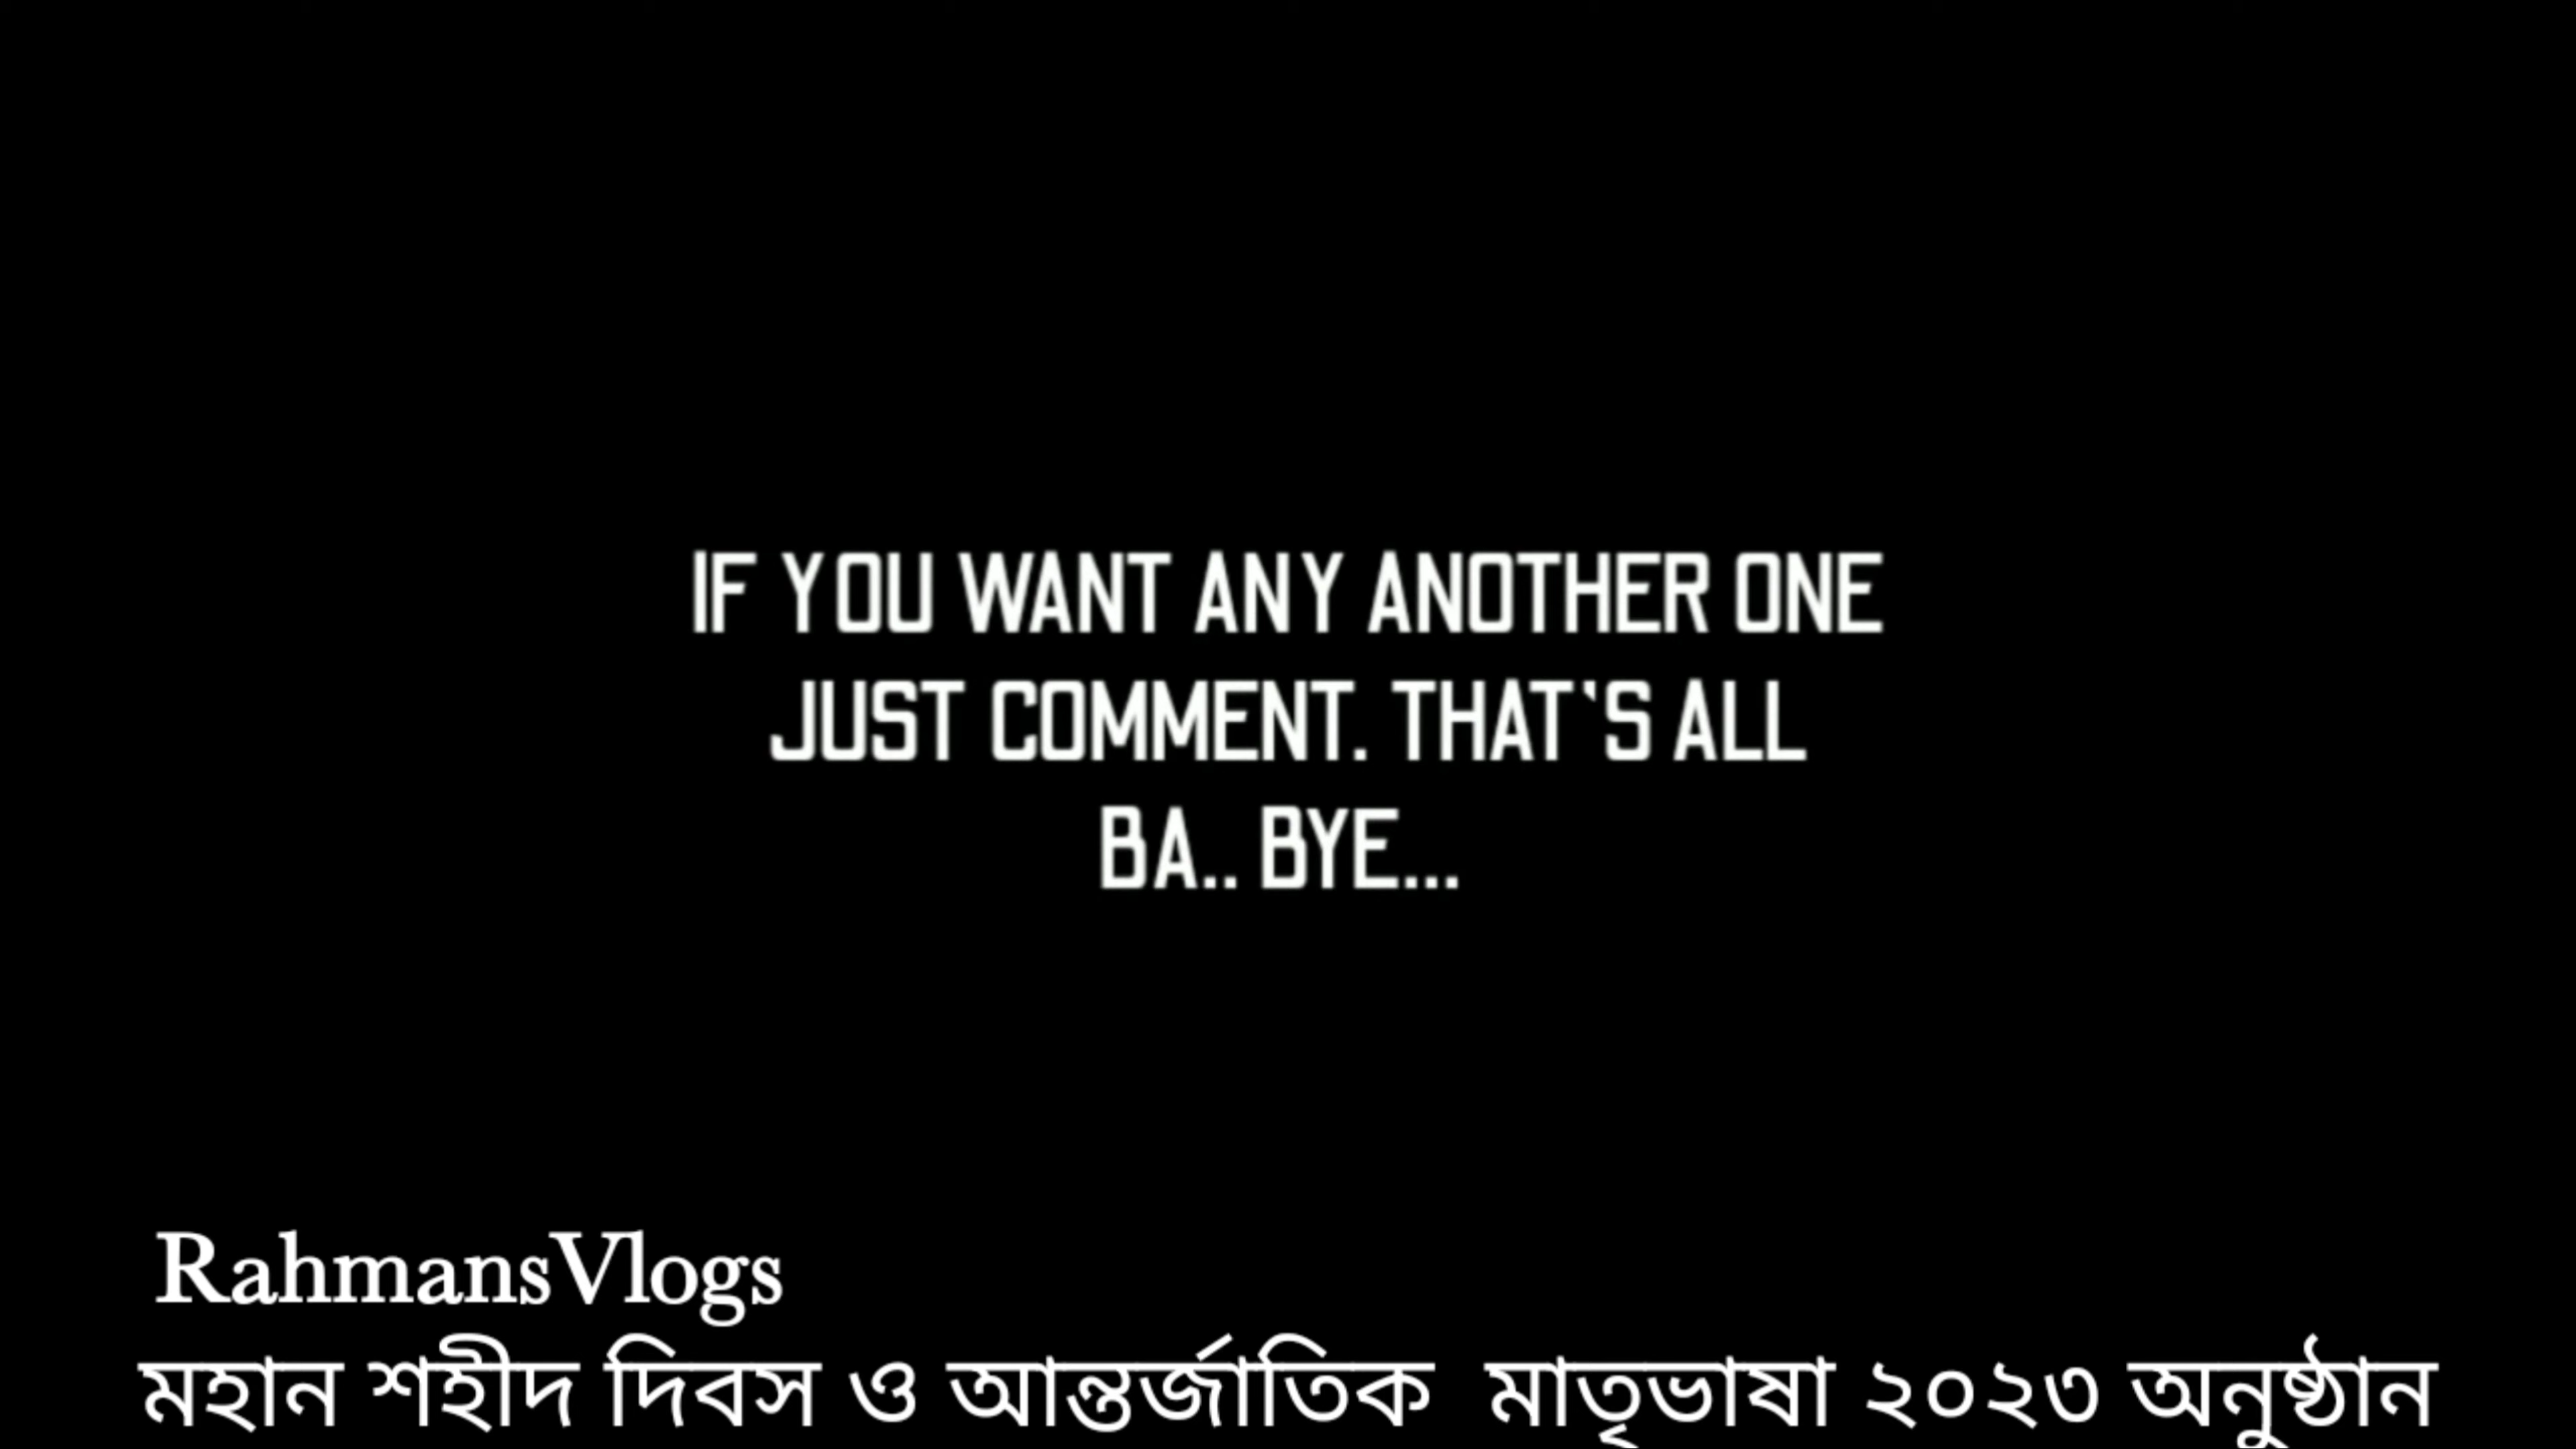 IF YOU WANT ANY ANOTHER ONE
JUST COMMENT. THAT'S ALL
BA.. BYE...
RahmansVlogs
মহান শহীদ দিবস ও আন্তর্জাতিক মাতৃভাষা ২০২৩ অনুষ্ঠান